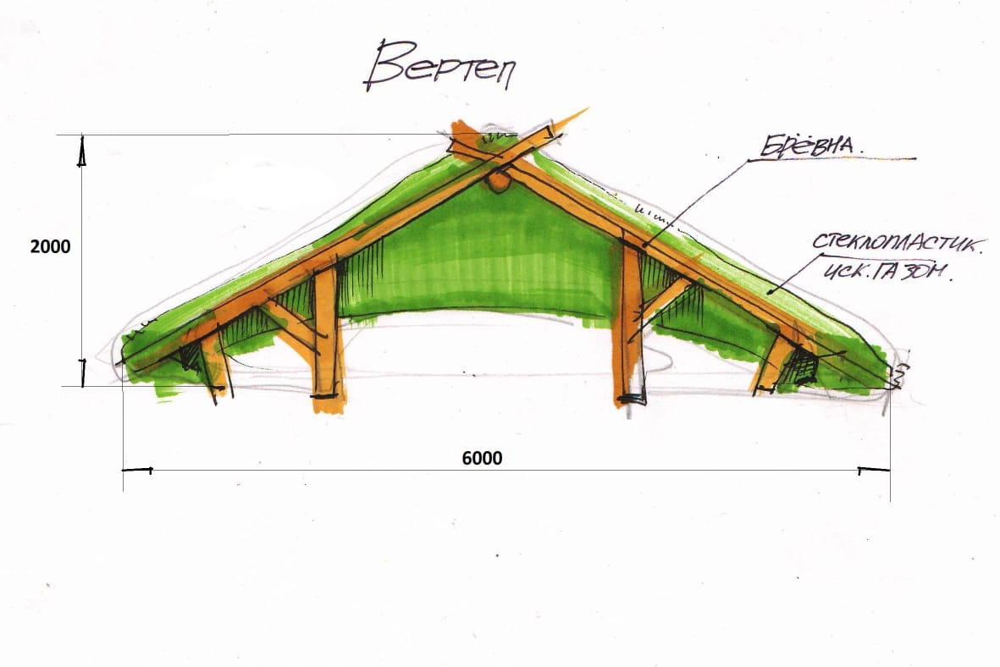 Вертеп
БРЁВНА.
СТЕКЛОПЛАСТИК.
ИСК. ГАЗОН.
2000
6000